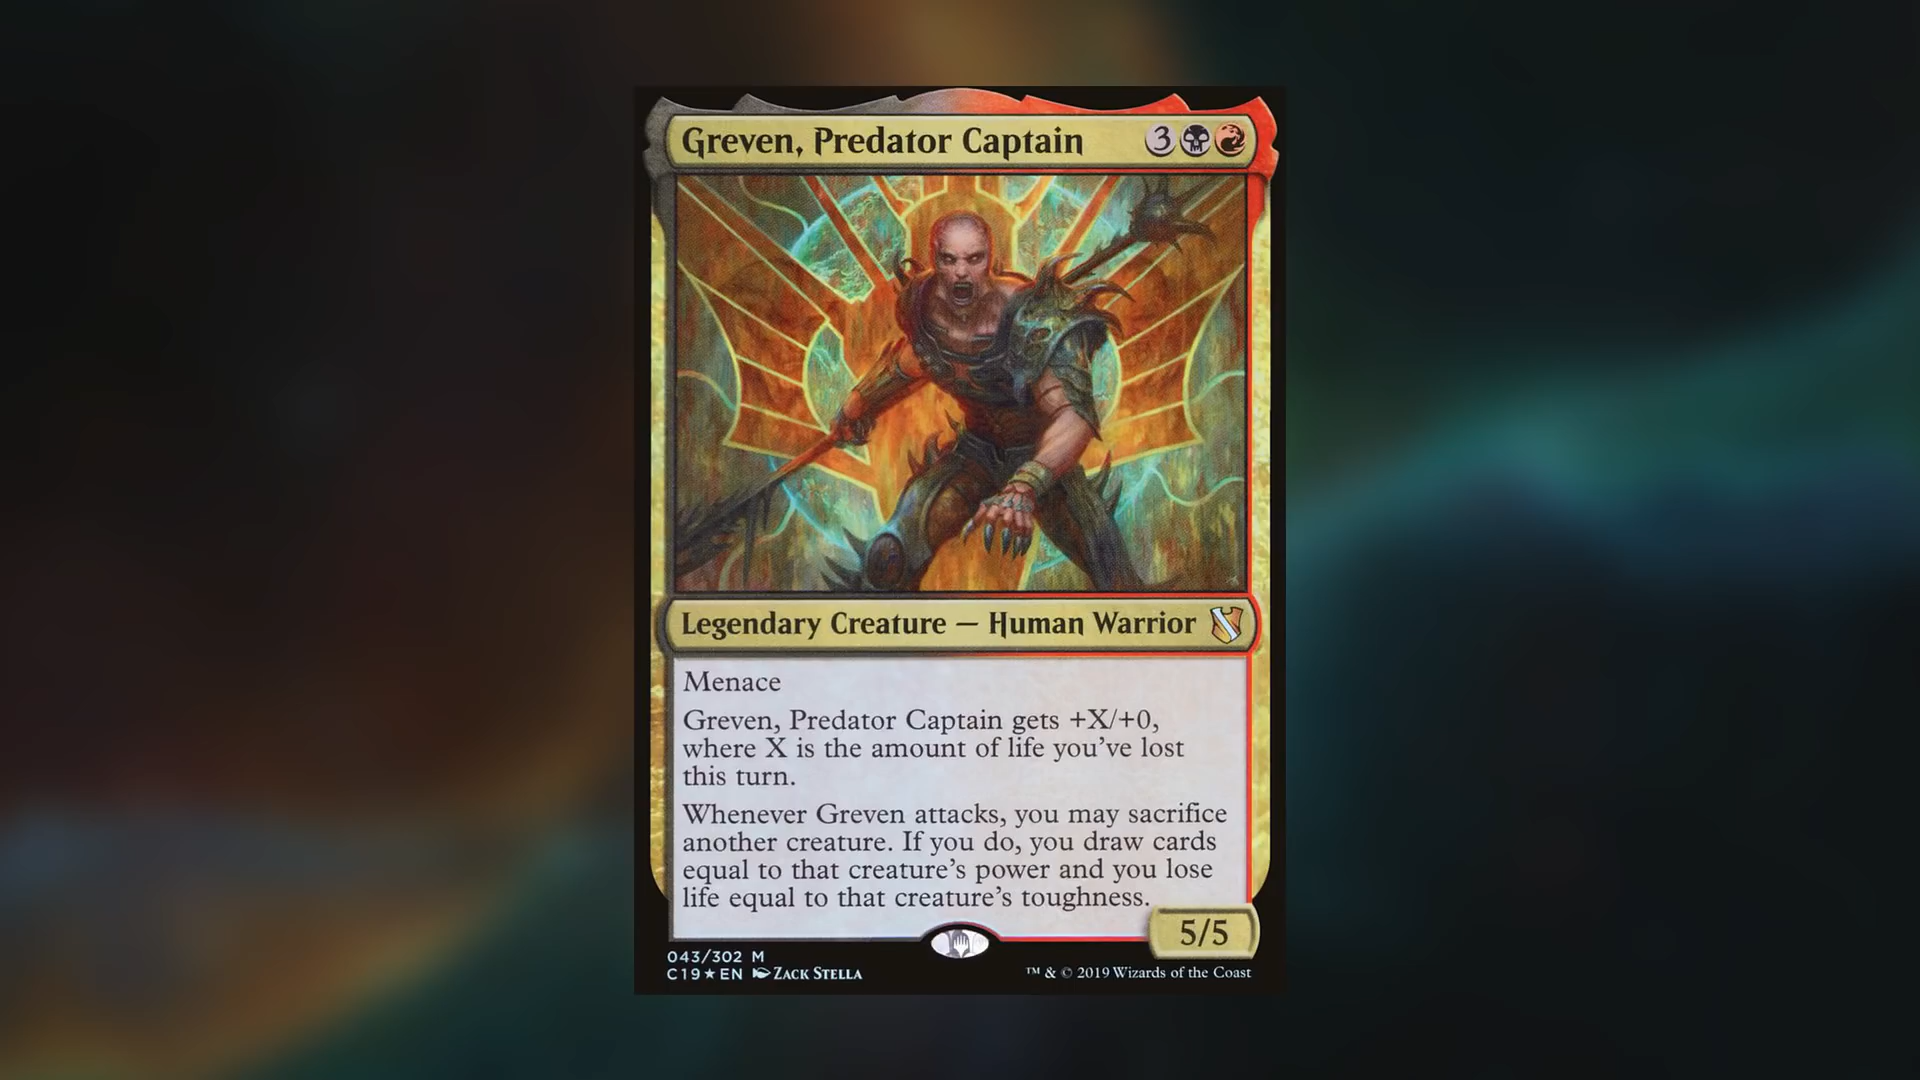 Greven, Predator Captain 3
Legendary Creature — Human Warrior
Menace
Greven, Predator Captain gets +X/+0,
where X is the amount of life you've lost
this turn.
Whenever Greven attacks, you may sacrifice
another creature. If you do, you draw cards
equal to that creature's power and you lose
life equal to that creature's toughness.
5/5
043/302 M
C19★EN ZACK STELLA
™ & © 2019 Wizards of the Coast